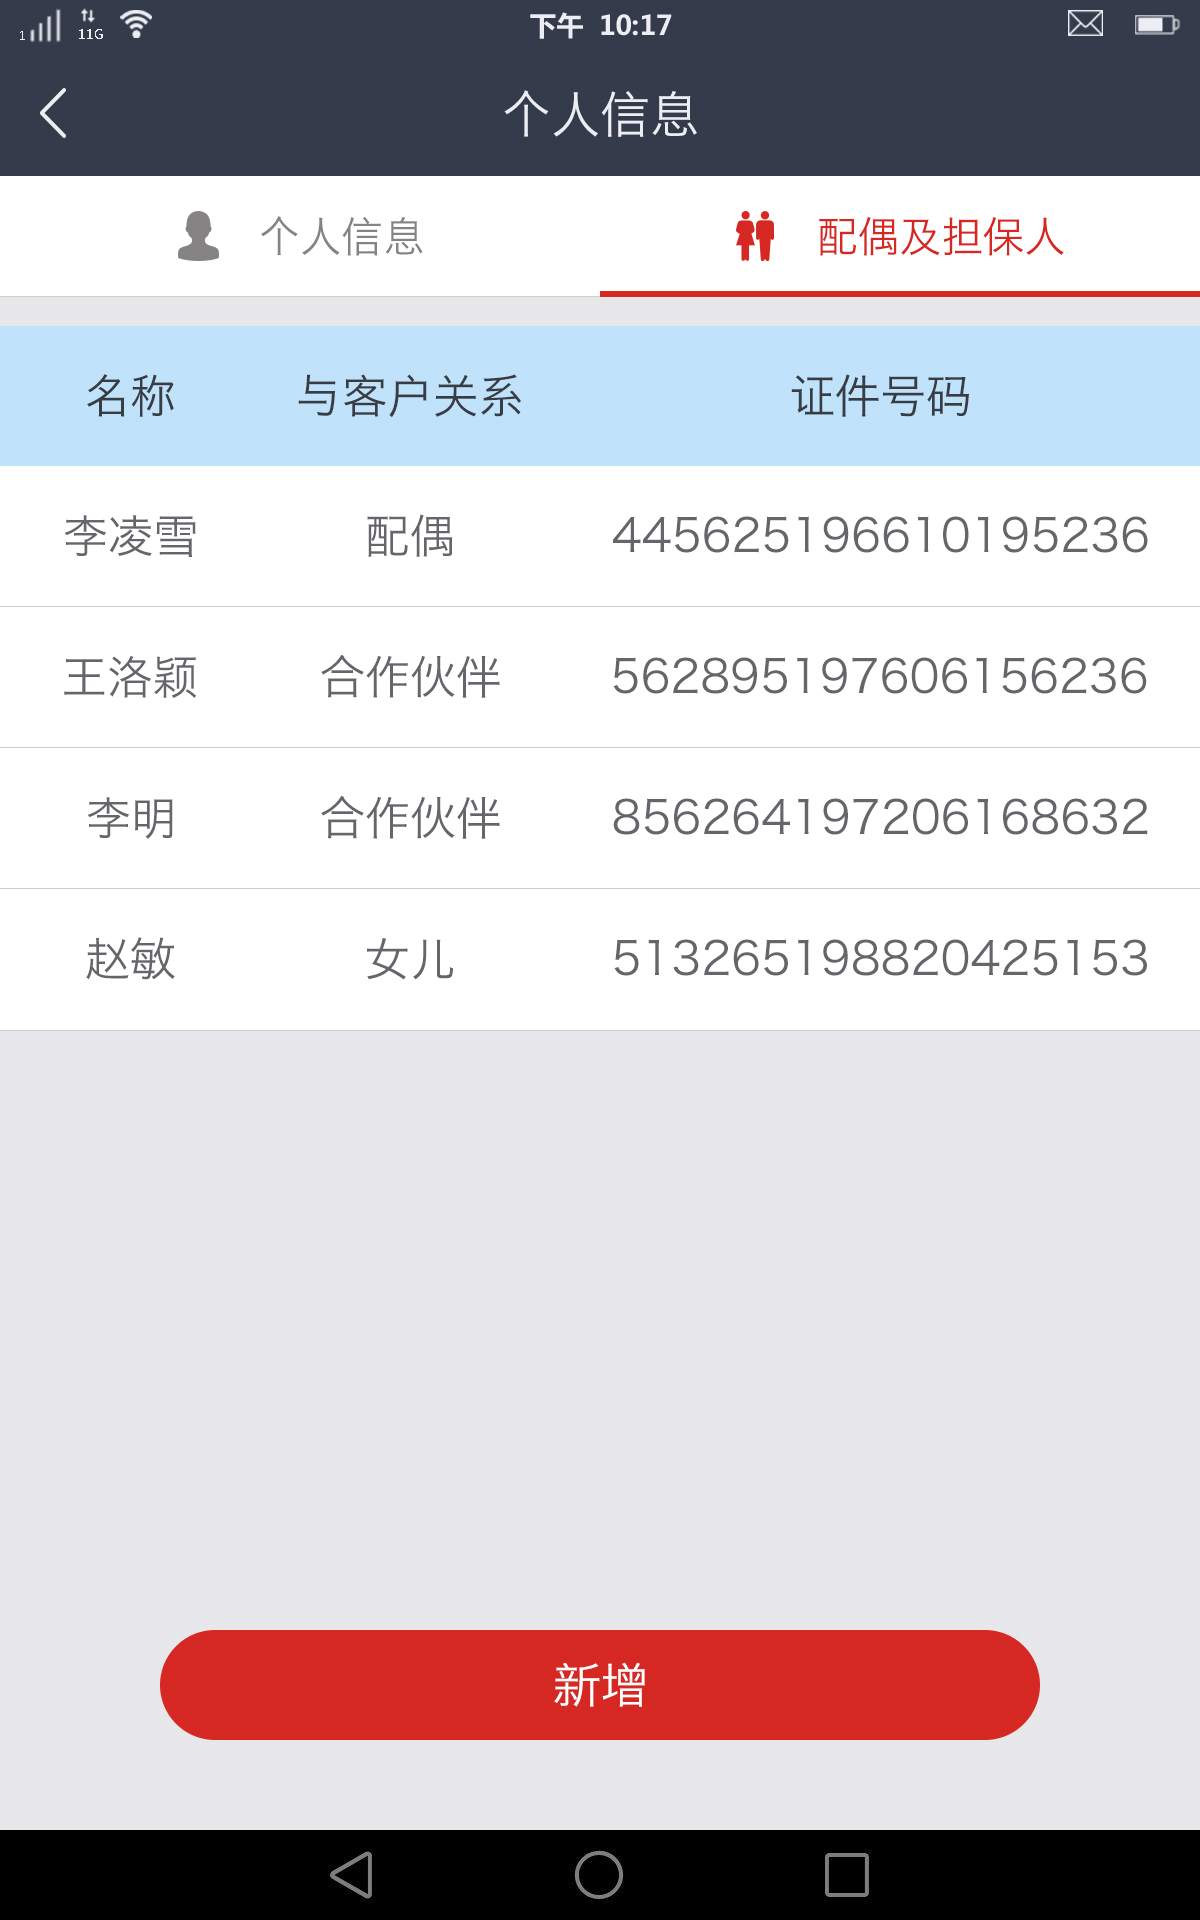 1 11G 下午 10:17
个人信息
个人信息 配偶及担保人
名称 与客户关系 证件号码
李凌雪 配偶 445625196610195236
王洛颖 合作伙伴 562895197606156236
李明 合作伙伴 856264197206168632
赵敏 女儿 513265198820425153
新增